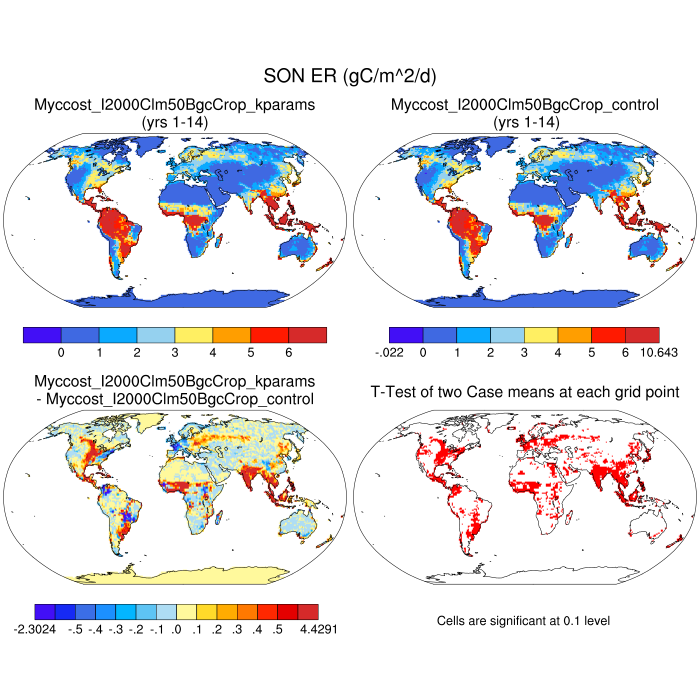 SON ER (gC/m^2/d)
Myccost_I2000Clm50BgcCrop_kparams
(yrs 1-14)
Myccost_I2000Clm50BgcCrop_control
(yrs 1-14)
0 1 2 3 4 5 6
-.022 0 1 2 3 4 5 6 10.643
Myccost_I2000Clm50BgcCrop_kparams
- Myccost_I2000Clm50BgcCrop_control
T-Test of two Case means at each grid point
-2.3024 -.5 -.4 -.3 -.2 -.1 .0 .1 .2 .3 .4 .5 4.4291
Cells are significant at 0.1 level